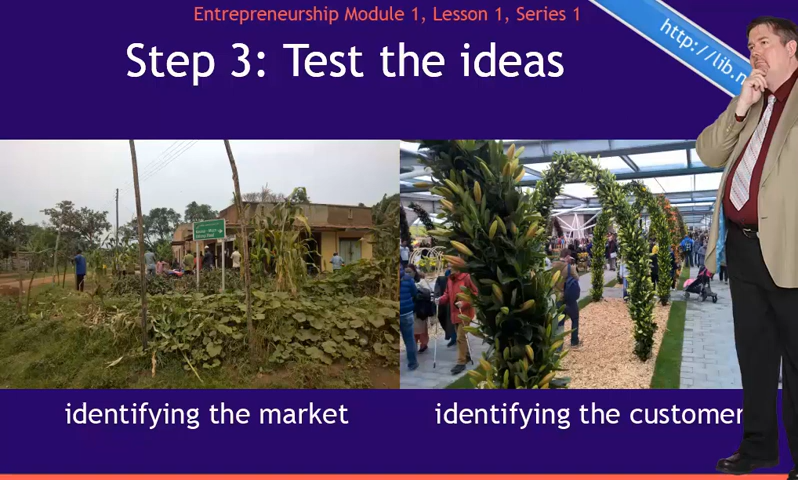 Entrepreneurship Module 1, Lesson 1, Series 1
http://lib.
Step 3: Test the ideas
identifying the market
identifying the customer